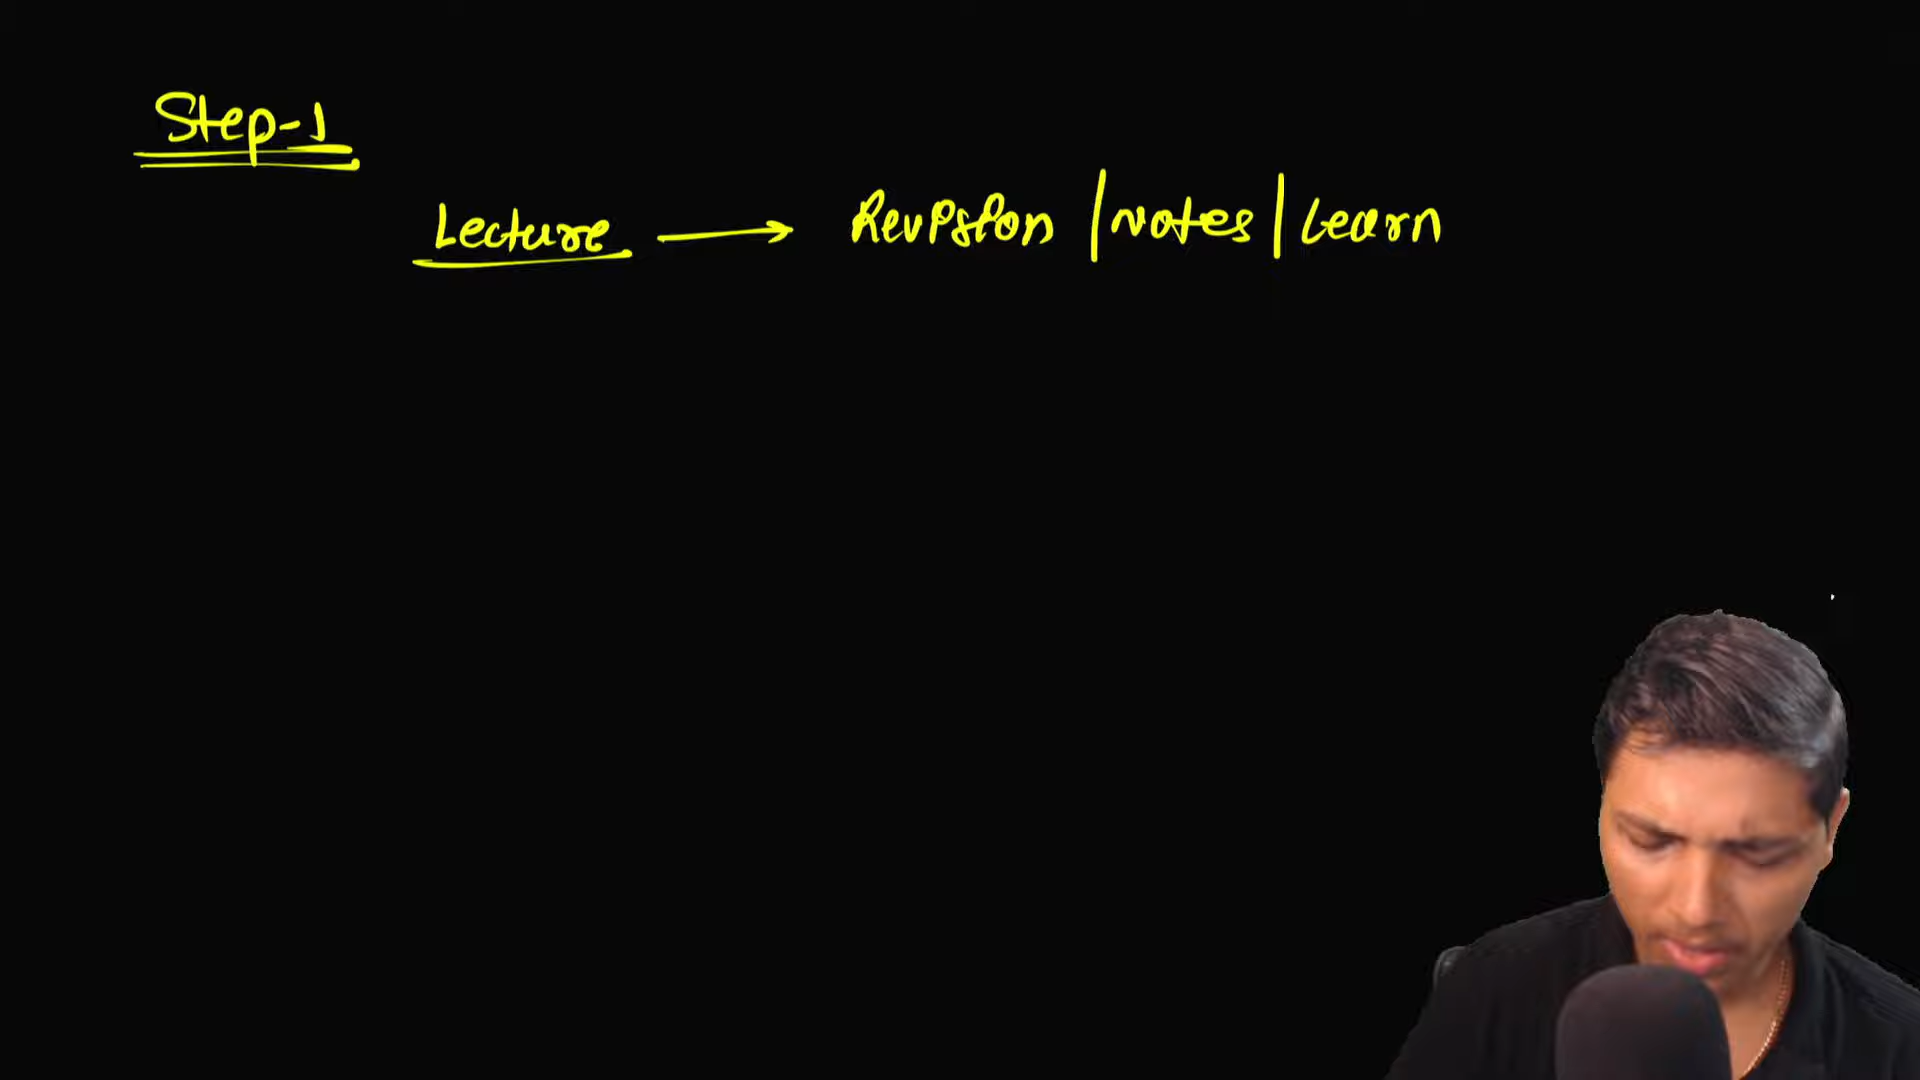 Step-1
Lecture → Revision | Notes | Learn